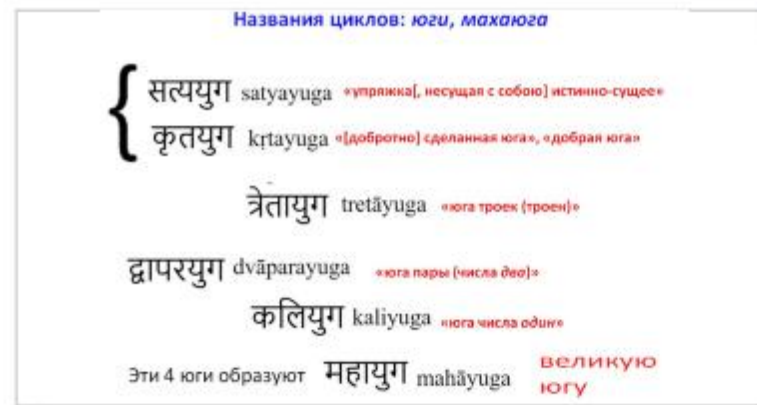 Названия циклов: юги, махаюга
{ सत्ययुग satyayuga «упряжка[, несущая с собою] истинно-сущее»
कृतयुग kṛtayuga «[добротно] сделанная юга», «добрая юга»
त्रेतायुग tretāyuga «юга троек (троен)»
द्वापरयुग dvāparayuga «юга пары (числа два)»
कलियुग kaliyuga «юга числа один»
Эти 4 юги образуют महायुग mahāyuga великую
югу